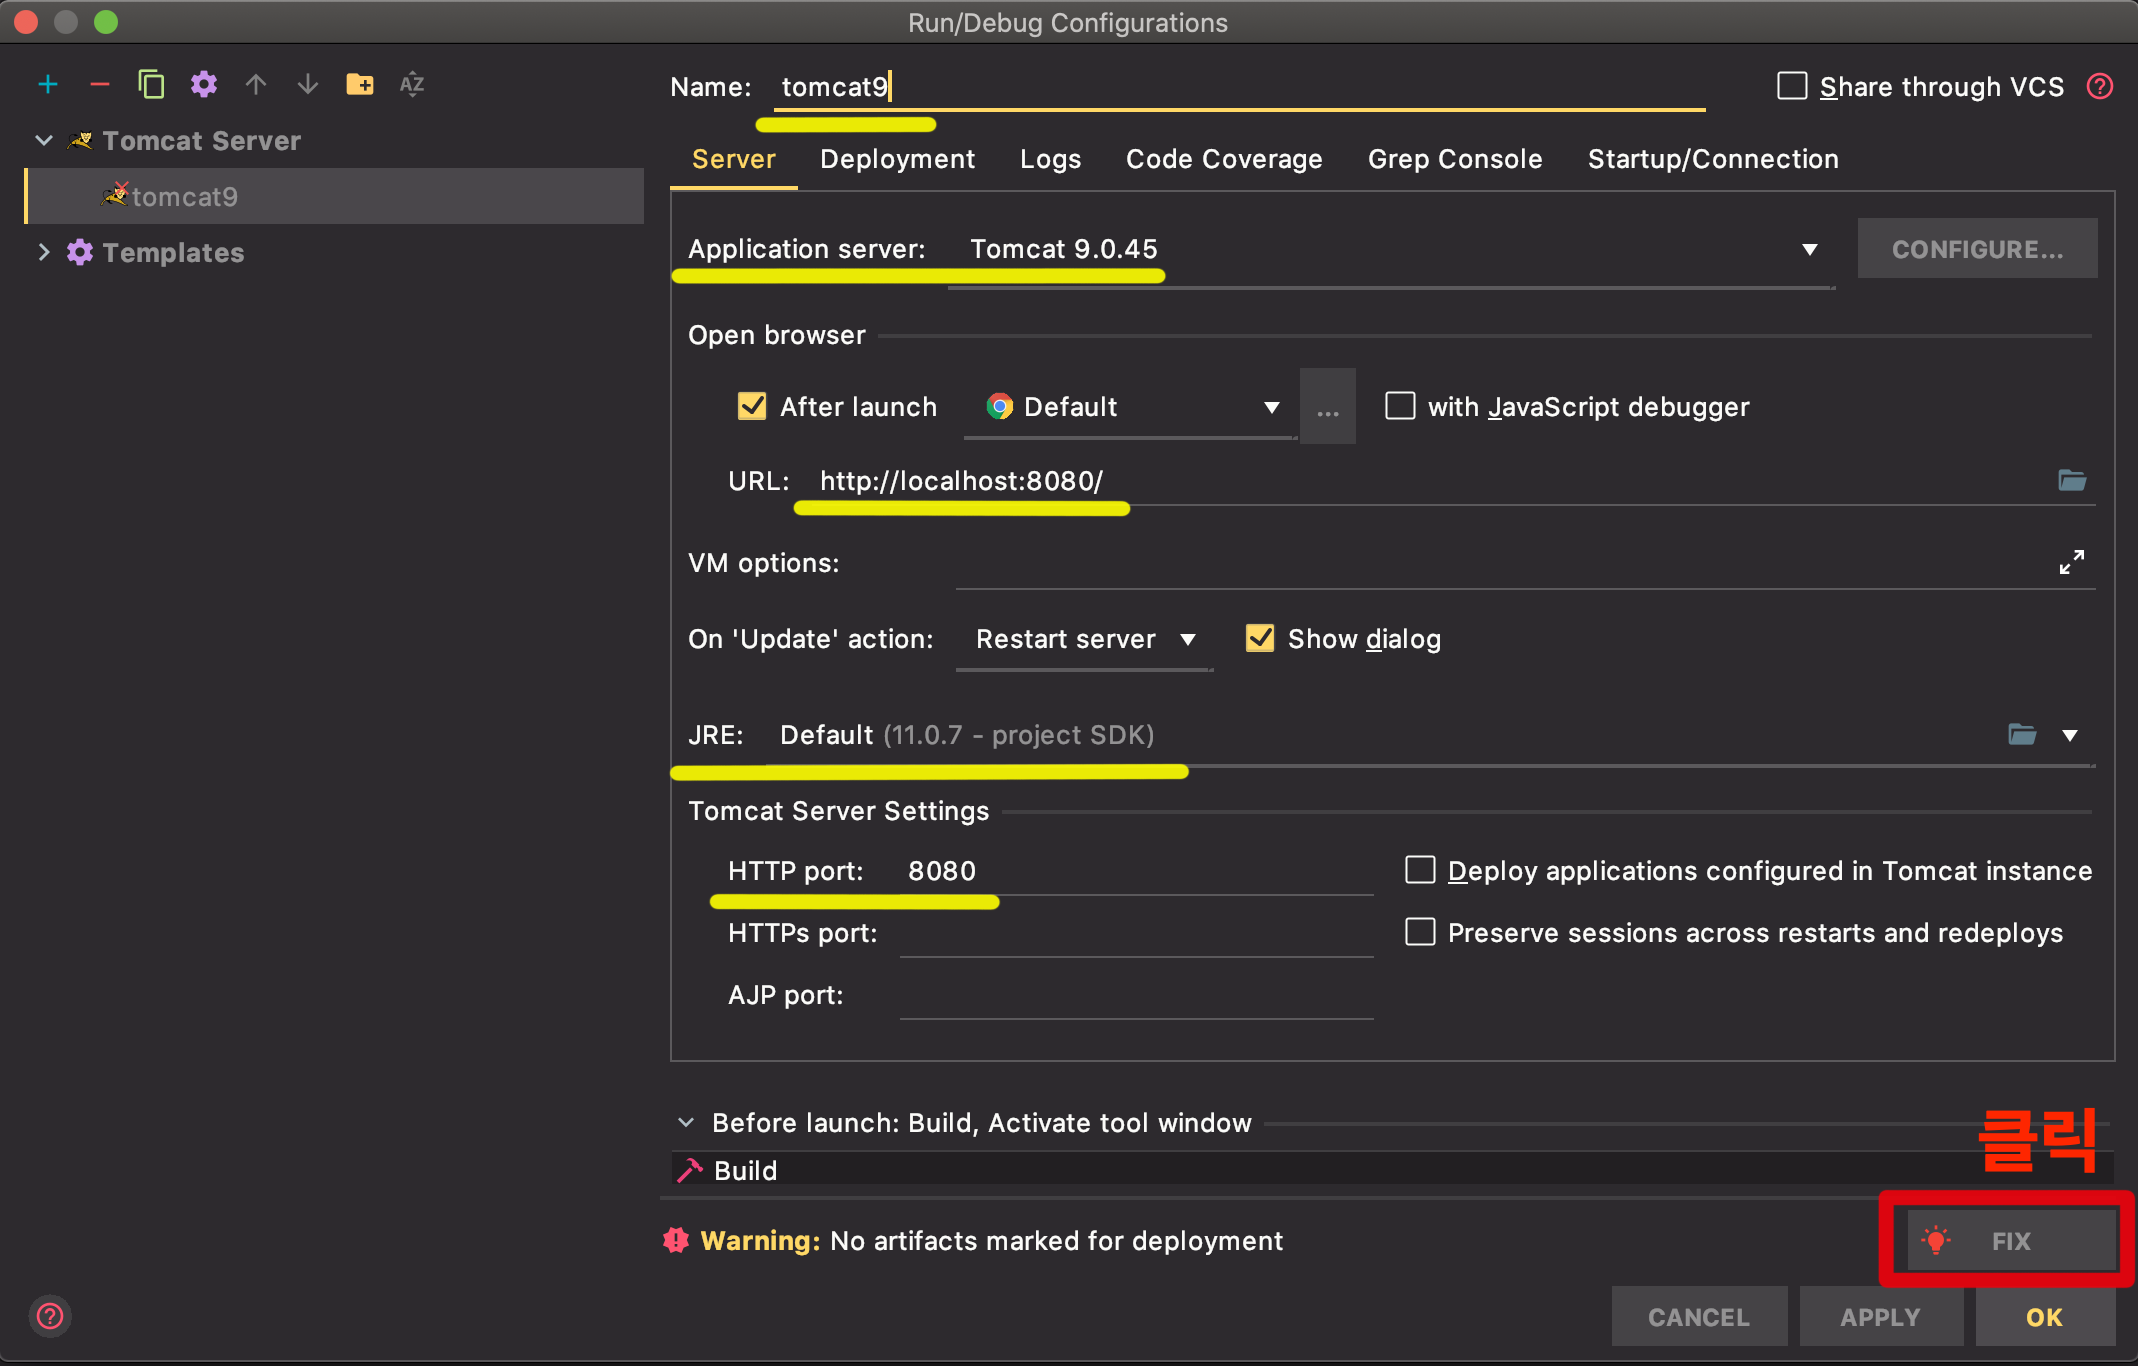 Run/Debug Configurations
Name: tomcat9
Share through VCS
Tomcat Server
tomcat9
Templates
Server Deployment Logs Code Coverage Grep Console Startup/Connection
Application server: Tomcat 9.0.45 CONFIGURE...
Open browser
After launch Default ... with JavaScript debugger
URL: http://localhost:8080/
VM options:
On 'Update' action: Restart server Show dialog
JRE: Default (11.0.7 - project SDK)
Tomcat Server Settings
HTTP port: 8080 Deploy applications configured in Tomcat instance
HTTPs port: Preserve sessions across restarts and redeploys
AJP port:
Before launch: Build, Activate tool window
클릭
Build
Warning: No artifacts marked for deployment
FIX
CANCEL APPLY OK